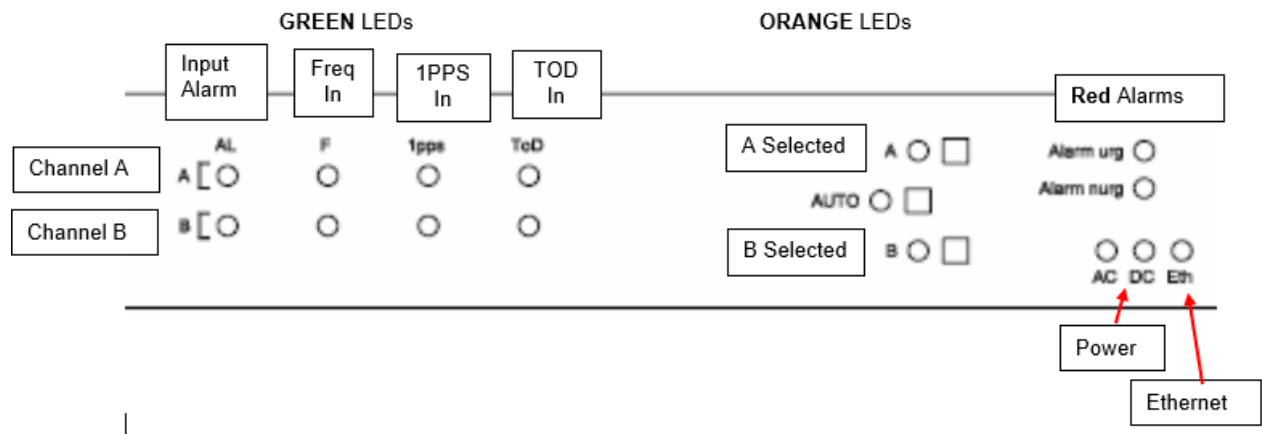 GREEN LEDs
ORANGE LEDs
Input
Alarm
Freq
In
1PPS
In
TOD
In
Red Alarms
AL
F
1pps
ToD
Channel A
A
Channel B
B
A Selected
A
AUTO
B Selected
B
Alarm urg
Alarm nurg
AC DC Eth
Power
Ethernet